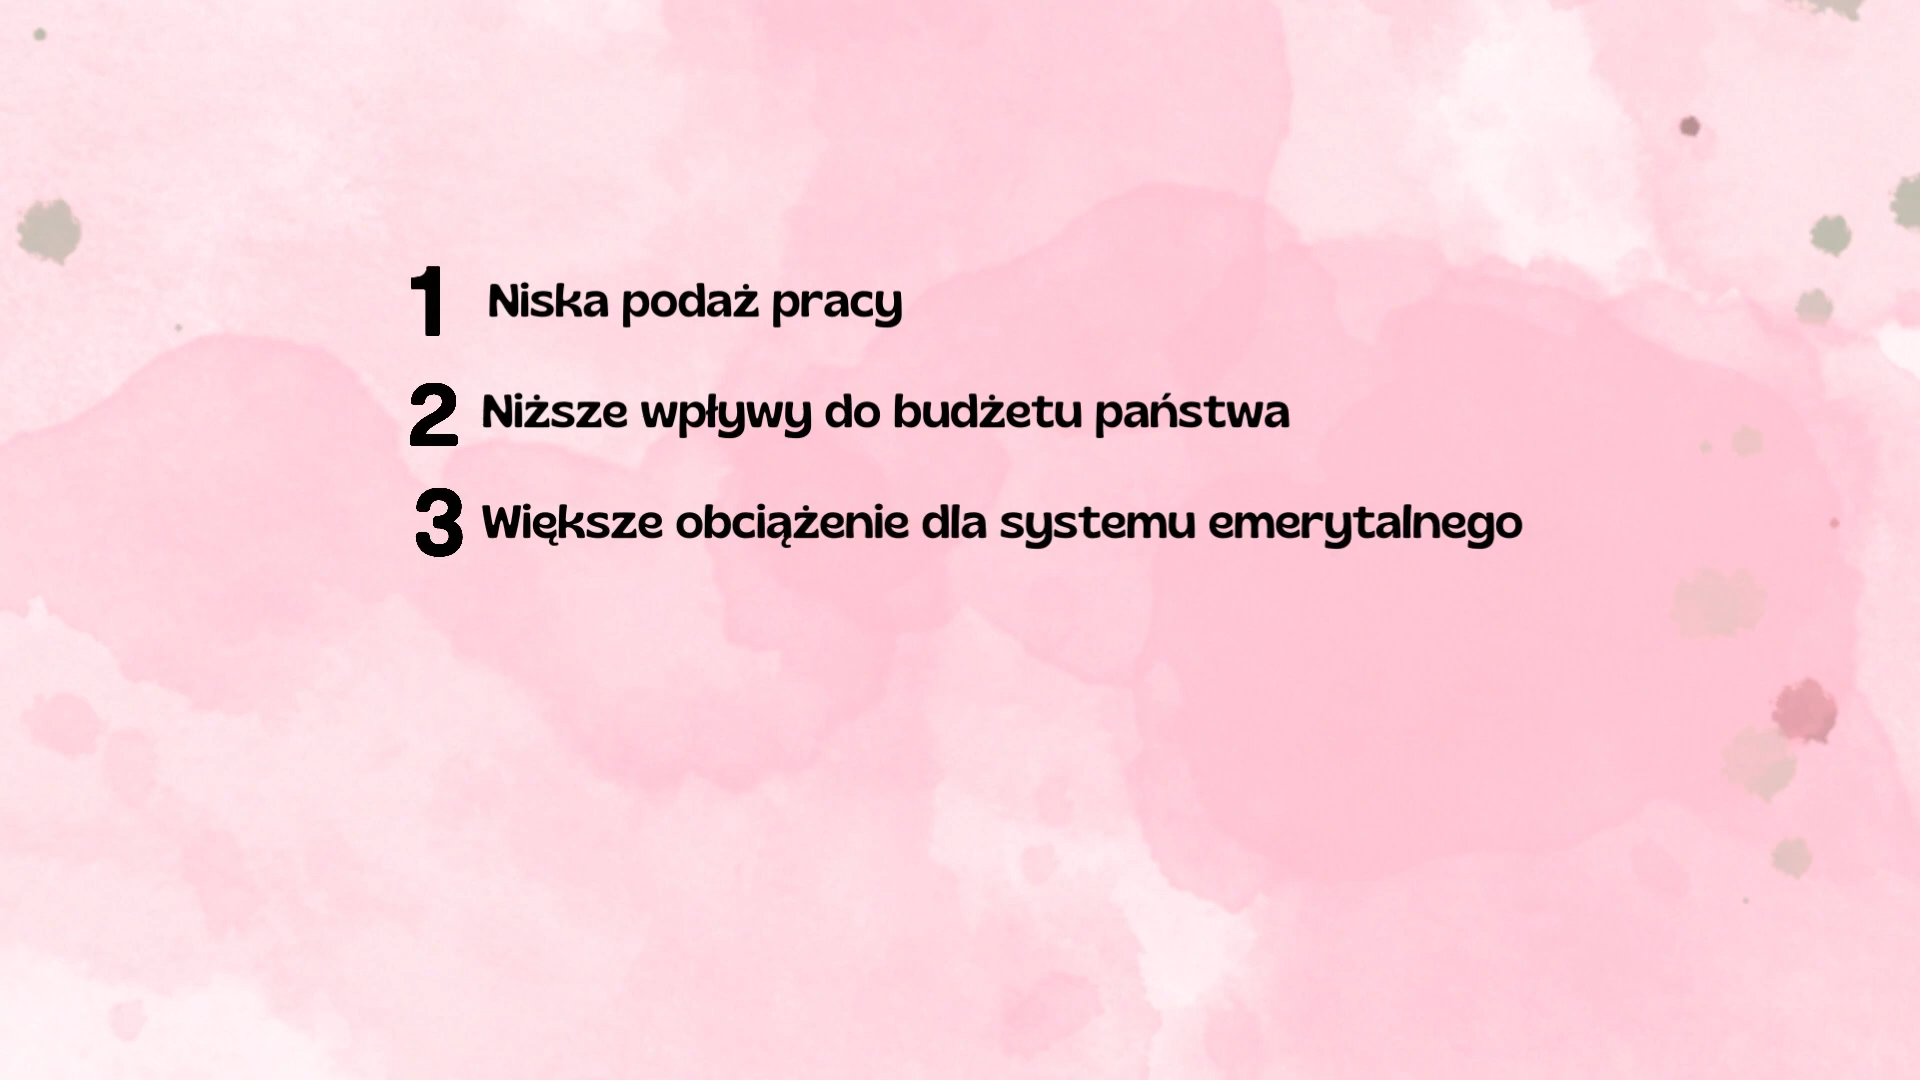 1 Niska podaż pracy
2 Niższe wpływy do budżetu państwa
3 Większe obciążenie dla systemu emerytalnego